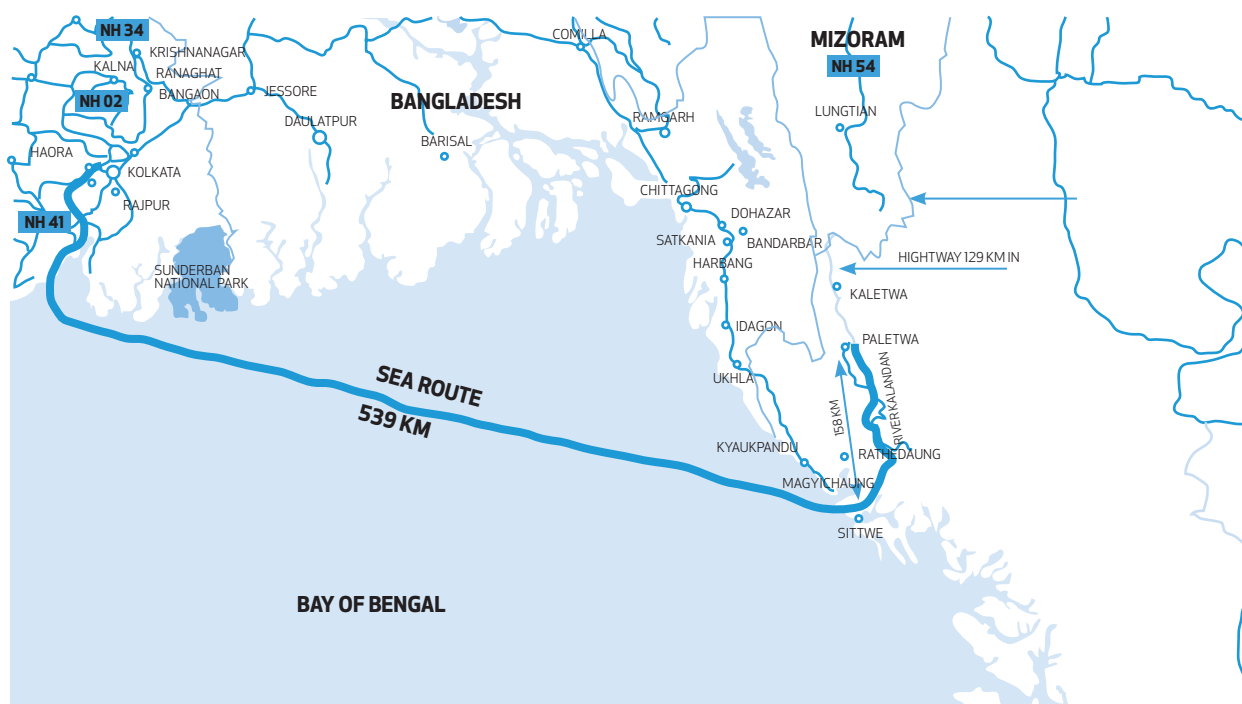 NH 34
KRISHNANAGAR
KALNA
RANAGHAT
NH 02
BANGAON
JESSORE
DAULATPUR
BANGLADESH
BARISAL
COMILLA
RAMGARH
MIZORAM
NH 54
LUNGTIAN
HAORA
KOLKATA
RAJPUR
NH 41
SUNDERBAN
NATIONAL PARK
CHITTAGONG
DOHAZAR
SATKANIA
BANDARBAR
HARBANG
HIGHTWAY 129 KM IN
KALETWA
IDAGON
PALETWA
UKHLA
RIVER KALANDAN
158 KM
SEA ROUTE
539 KM
KYAUKPANDU
RATHEDAUNG
MAGYICHAUNG
SITTWE
BAY OF BENGAL